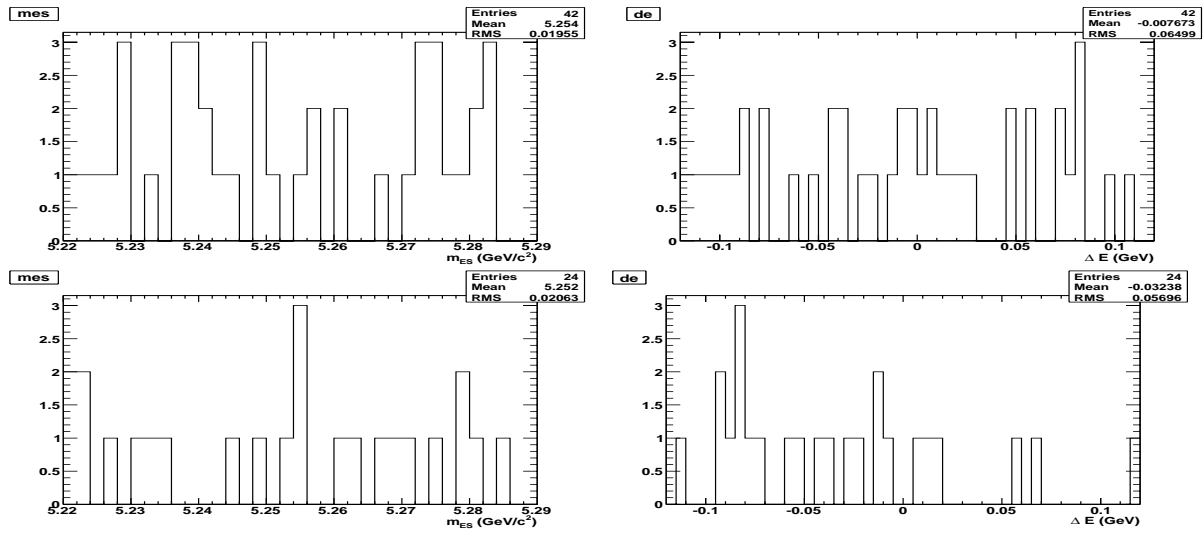 mes
Entries 42
Mean 5.254
RMS 0.01955
3
2.5
2
1.5
1
0.5
0
5.22 5.23 5.24 5.25 5.26 5.27 5.28 5.29
m_ES (GeV/c²)
de
Entries 42
Mean -0.007673
RMS 0.06499
3
2.5
2
1.5
1
0.5
0
-0.1 -0.05 0 0.05 0.1
Δ E (GeV)
mes
Entries 24
Mean 5.252
RMS 0.02063
3
2.5
2
1.5
1
0.5
0
5.22 5.23 5.24 5.25 5.26 5.27 5.28 5.29
m_ES (GeV/c²)
de
Entries 24
Mean -0.03238
RMS 0.05696
3
2.5
2
1.5
1
0.5
0
-0.1 -0.05 0 0.05 0.1
Δ E (GeV)